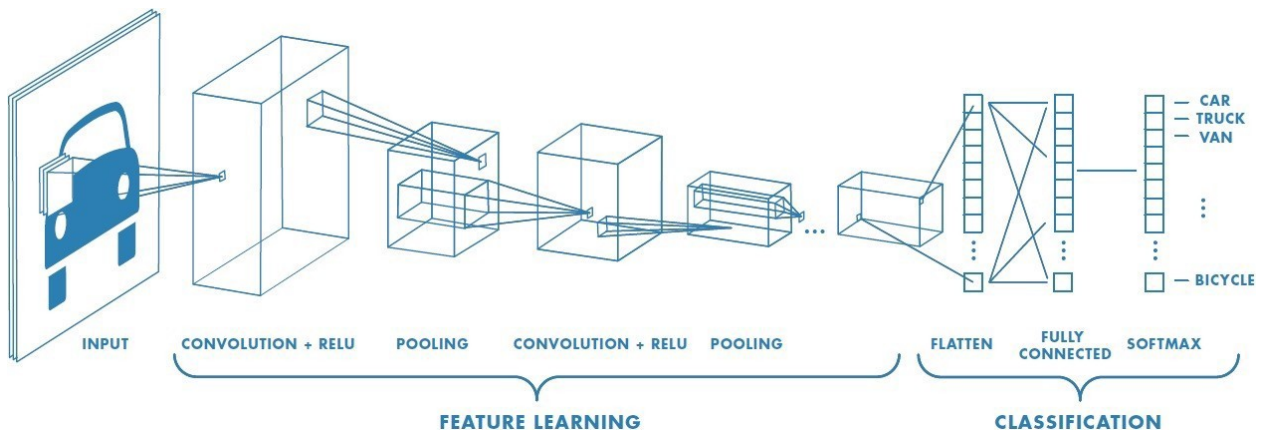 CAR
TRUCK
VAN
BICYCLE
INPUT
CONVOLUTION + RELU
POOLING
CONVOLUTION + RELU
POOLING
FLATTEN
FULLY
CONNECTED
SOFTMAX
FEATURE LEARNING
CLASSIFICATION